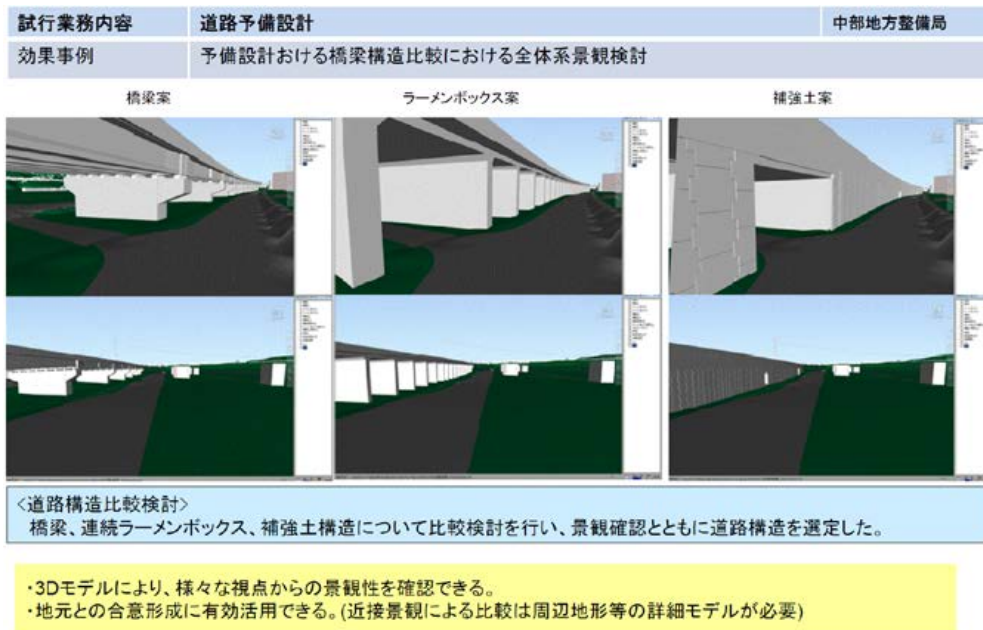 試行業務内容 道路予備設計 中部地方整備局
効果事例 予備設計おける橋梁構造比較における全体系景観検討
橋梁案 ラーメンボックス案 補強土案
<道路構造比較検討>
橋梁、連続ラーメンボックス、補強土構造について比較検討を行い、景観確認とともに道路構造を選定した。
・3Dモデルにより、様々な視点からの景観性を確認できる。
・地元との合意形成に有効活用できる。(近接景観による比較は周辺地形等の詳細モデルが必要)